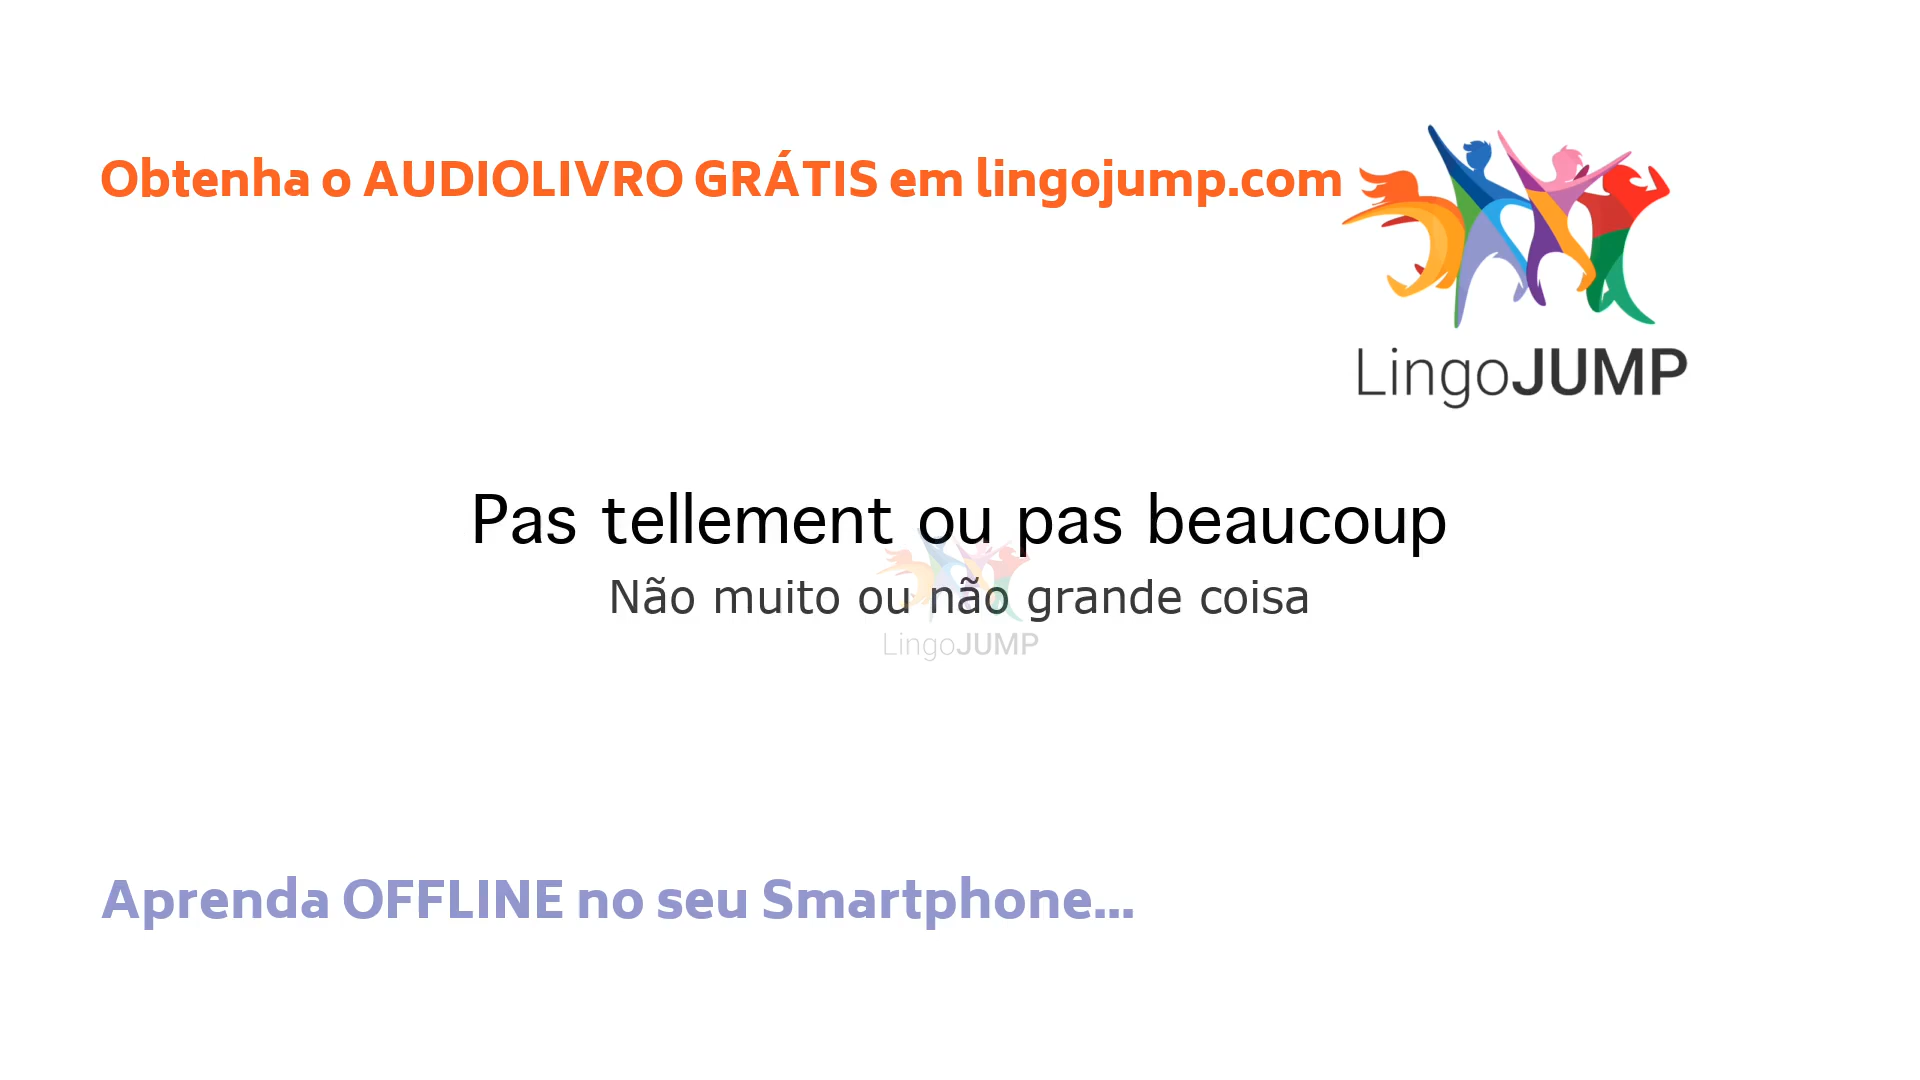 Obtenha o AUDIOLIVRO GRÁTIS em lingojump.com
LingoJUMP
Pas tellement ou pas beaucoup
Não muito ou não grande coisa
LingoJUMP
Aprenda OFFLINE no seu Smartphone...